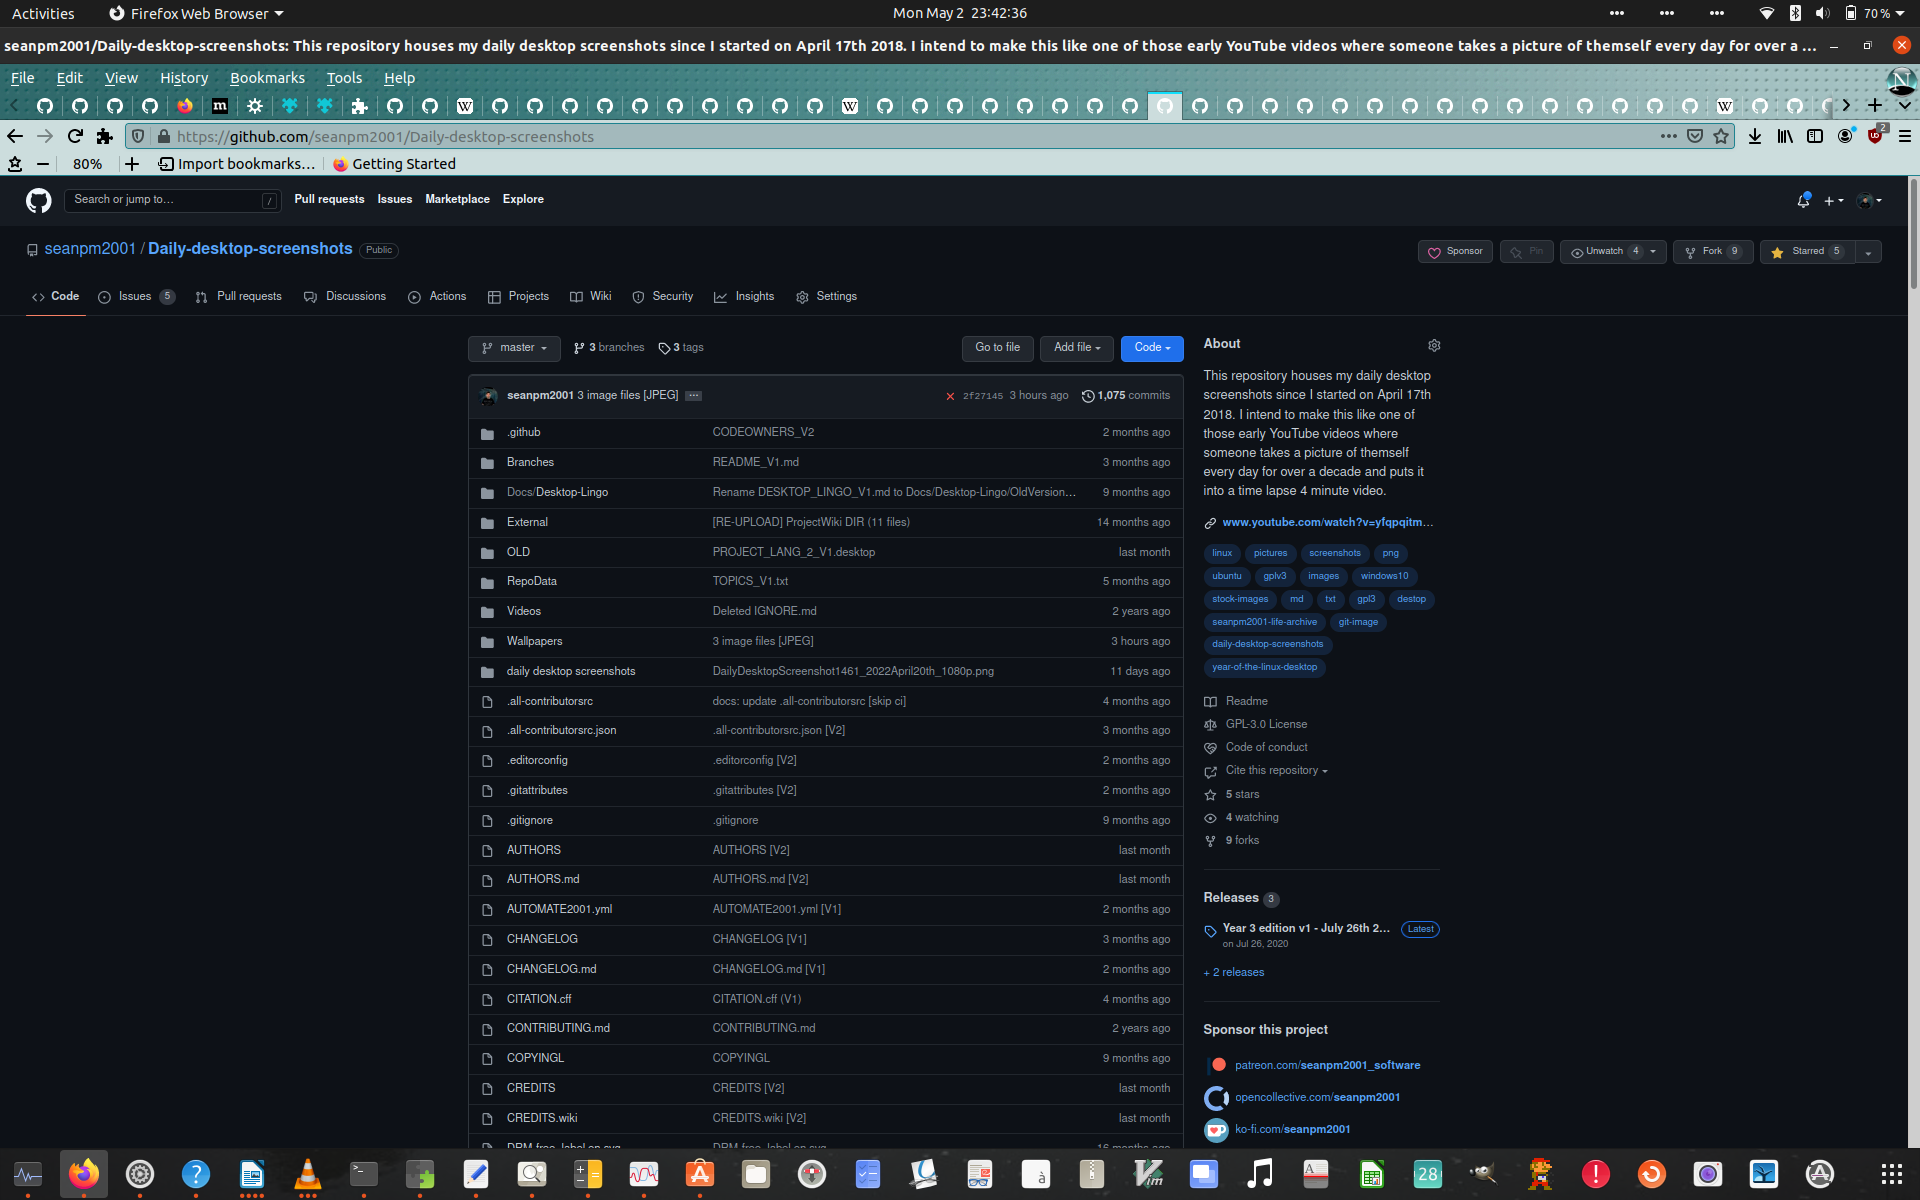 Activities
Firefox Web Browser
Mon May 2 23:42:36
70 %
seanpm2001/Daily-desktop-screenshots: This repository houses my daily desktop screenshots since I started on April 17th 2018. I intend to make this like one of those early YouTube videos where someone takes a picture of themself every day for over a ...
File Edit View History Bookmarks Tools Help
https://github.com/seanpm2001/Daily-desktop-screenshots
2
80%
Import bookmarks...
Getting Started
Search or jump to... /
Pull requests Issues Marketplace Explore
seanpm2001 / Daily-desktop-screenshots Public
Sponsor Pin Unwatch 4 Fork 9 Starred 5
Code Issues 5 Pull requests Discussions Actions Projects Wiki Security Insights Settings
master 3 branches 3 tags Go to file Add file Code
seanpm2001 3 image files [JPEG] ... 2f27145 3 hours ago 1,075 commits
.github CODEOWNERS_V2 2 months ago
Branches README_V1.md 3 months ago
Docs/Desktop-Lingo Rename DESKTOP_LINGO_V1.md to Docs/Desktop-Lingo/OldVersion... 9 months ago
External [RE-UPLOAD] ProjectWiki DIR (11 files) 14 months ago
OLD PROJECT_LANG_2_V1.desktop last month
RepoData TOPICS_V1.txt 5 months ago
Videos Deleted IGNORE.md 2 years ago
Wallpapers 3 image files [JPEG] 3 hours ago
daily desktop screenshots DailyDesktopScreenshot1461_2022April20th_1080p.png 11 days ago
.all-contributorsrc docs: update .all-contributorsrc [skip ci] 4 months ago
.all-contributorsrc.json .all-contributorsrc.json [V2] 3 months ago
.editorconfig .editorconfig [V2] 2 months ago
.gitattributes .gitattributes [V2] 2 months ago
.gitignore .gitignore 9 months ago
AUTHORS AUTHORS [V2] last month
AUTHORS.md AUTHORS.md [V2] last month
AUTOMATE2001.yml AUTOMATE2001.yml [V1] 2 months ago
CHANGELOG CHANGELOG [V1] 3 months ago
CHANGELOG.md CHANGELOG.md [V1] 2 months ago
CITATION.cff CITATION.cff (V1) 4 months ago
CONTRIBUTING.md CONTRIBUTING.md 2 years ago
COPYINGL COPYINGL 9 months ago
CREDITS CREDITS [V2] last month
CREDITS.wiki CREDITS.wiki [V2] last month
About
This repository houses my daily desktop
screenshots since I started on April 17th
2018. I intend to make this like one of
those early YouTube videos where
someone takes a picture of themself
every day for over a decade and puts it
into a time lapse 4 minute video.
www.youtube.com/watch?v=yfqpqitm...
linux pictures screenshots png
ubuntu gplv3 images windows10
stock-images md txt gpl3 destop
seanpm2001-life-archive git-image
daily-desktop-screenshots
year-of-the-linux-desktop
Readme
GPL-3.0 License
Code of conduct
Cite this repository
5 stars
4 watching
9 forks
Releases 3
Year 3 edition v1 - July 26th 2... Latest
on Jul 26, 2020
+ 2 releases
Sponsor this project
patreon.com/seanpm2001_software
opencollective.com/seanpm2001
ko-fi.com/seanpm2001
28